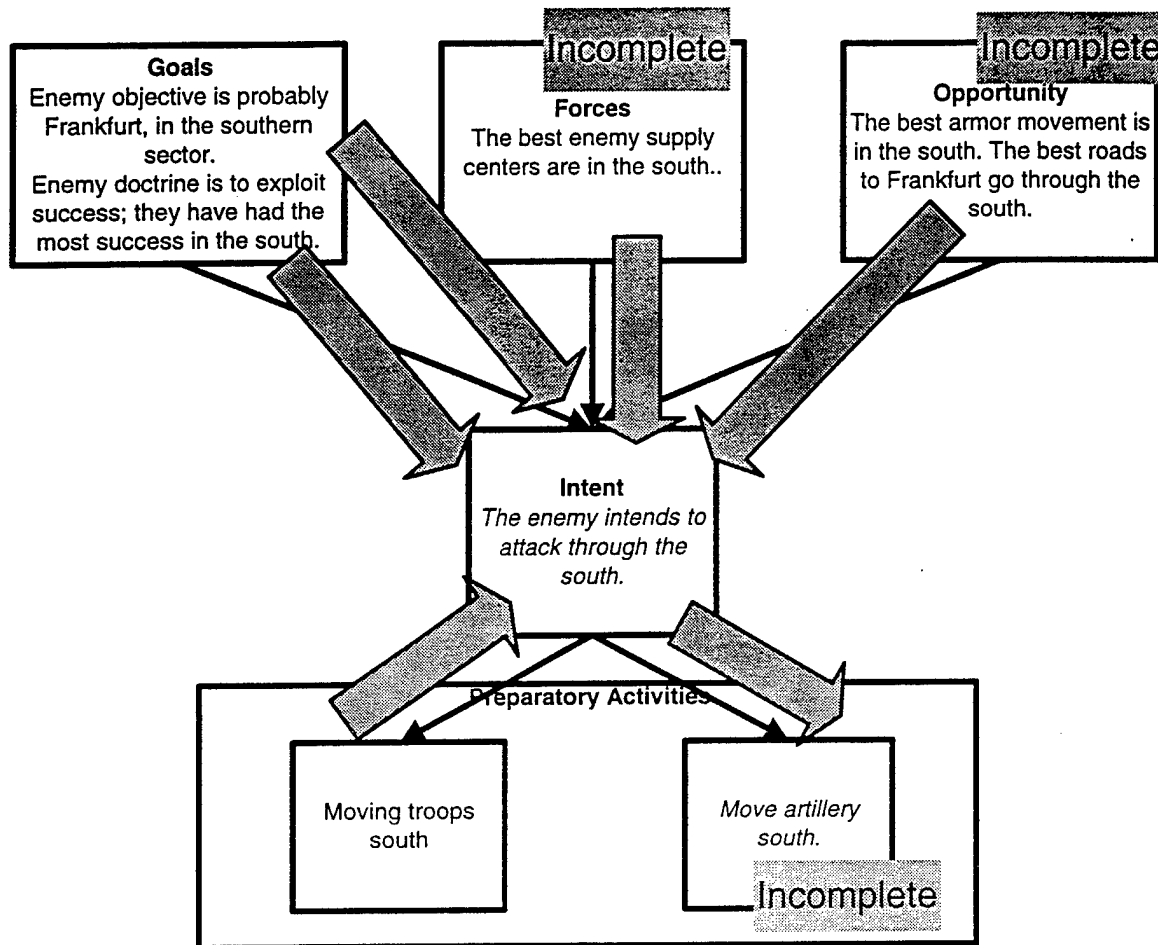 Goals
Enemy objective is probably
Frankfurt, in the southern
sector.
Enemy doctrine is to exploit
success; they have had the
most success in the south.
Incomplete
Forces
The best enemy supply
centers are in the south..
Incomplete
Opportunity
The best armor movement is
in the south. The best roads
to Frankfurt go through the
south.
Intent
The enemy intends to
attack through the
south.
Preparatory Activities
Moving troops
south
Move artillery
south.
Incomplete